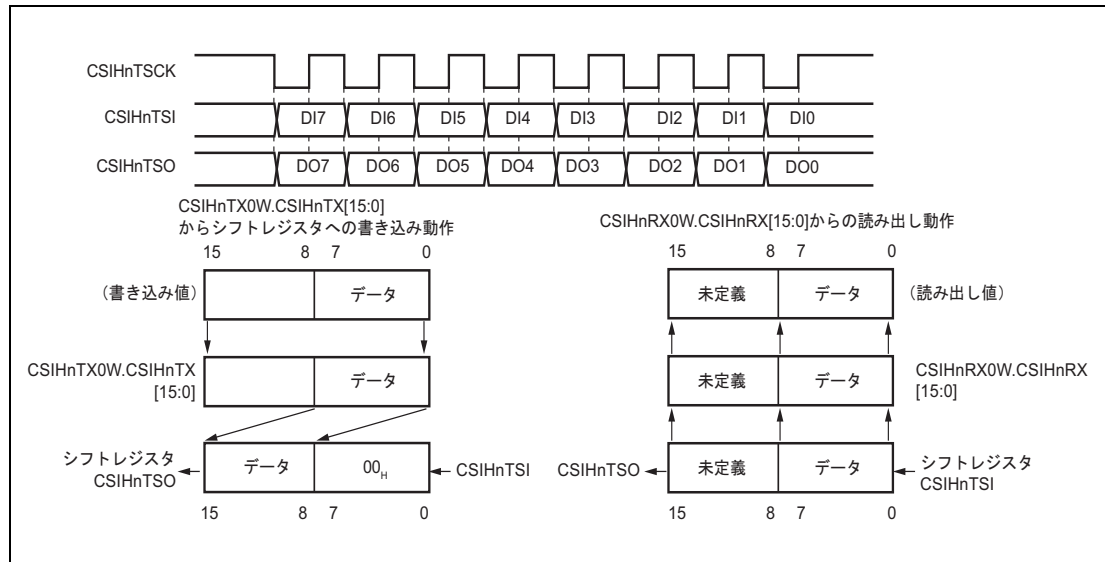 CSIHnTSCK
CSIHnTSI DI7 DI6 DI5 DI4 DI3 DI2 DI1 DI0
CSIHnTSO DO7 DO6 DO5 DO4 DO3 DO2 DO1 DO0
CSIHnTX0W.CSIHnTX[15:0]
からシフトレジスタへの書き込み動作
15 8 7 0
(書き込み値) データ
CSIHnTX0W.CSIHnTX
[15:0]
データ
シフトレジスタ
CSIHnTSO
データ 00H CSIHnTSI
15 8 7 0
CSIHnRX0W.CSIHnRX[15:0]からの読み出し動作
15 8 7 0
未定義 データ (読み出し値)
未定義 データ
CSIHnRX0W.CSIHnRX
[15:0]
CSIHnTSO 未定義 データ
シフトレジスタ
CSIHnTSI
15 8 7 0